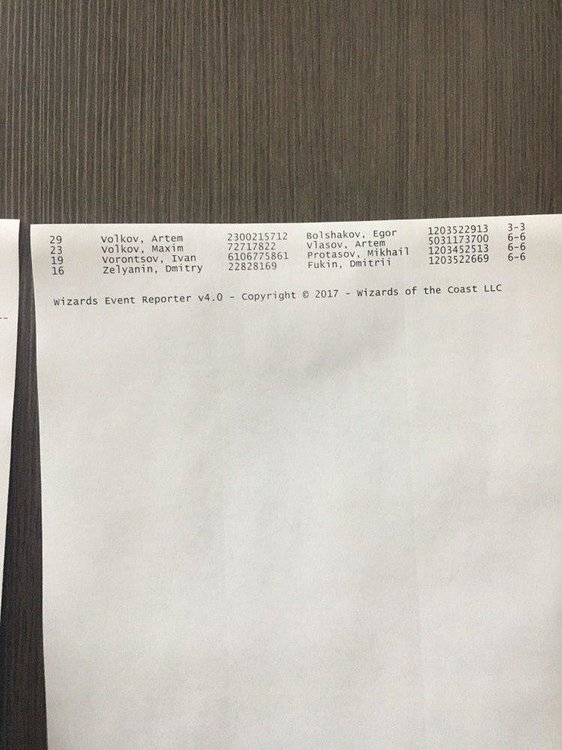 29 Volkov, Artem 2300215712 Bolshakov, Egor 1203522913 3-3
23 Volkov, Maxim 72717822 Vlasov, Artem 5031173700 6-6
19 Vorontsov, Ivan 6106775861 Protasov, Mikhail 1203452513 6-6
16 Zelyanin, Dmitry 22828169 Fukin, Dmitrii 1203522669 6-6
Wizards Event Reporter v4.0 - Copyright © 2017 - Wizards of the Coast LLC